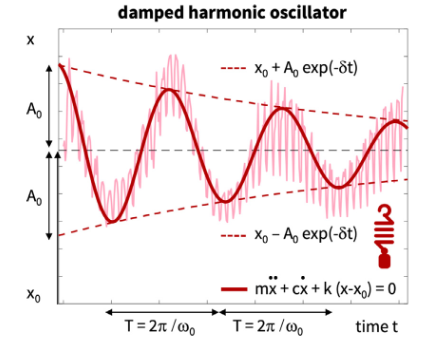 damped harmonic oscillator
x
x₀ + A₀ exp(-δt)
A₀
A₀
x₀ − A₀ exp(-δt)
mẍ + cẋ + k (x-x₀) = 0
x₀
T = 2π /ω₀
T = 2π /ω₀
time t